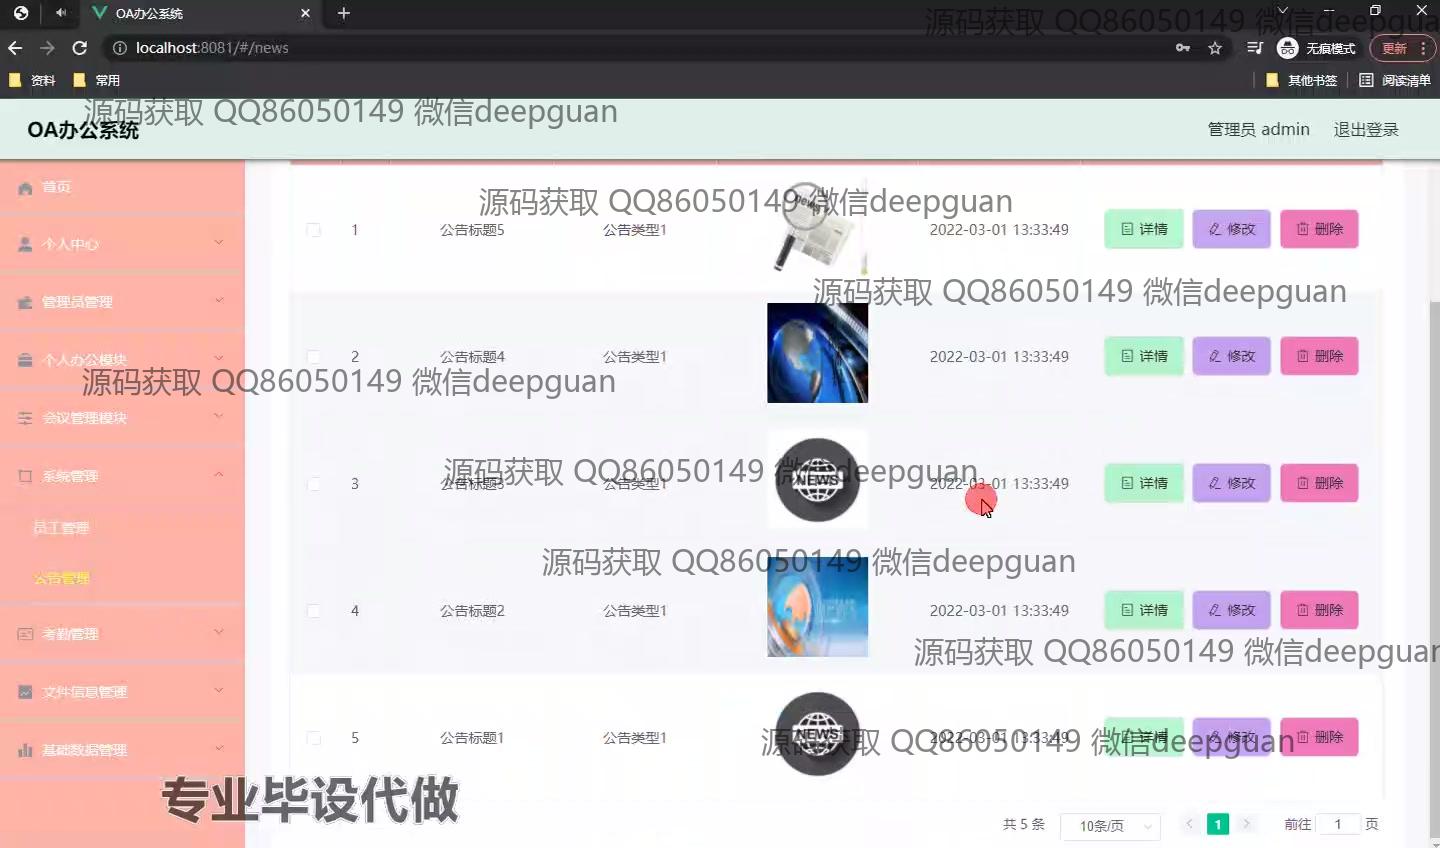 OA办公系统
localhost:8081/#/news
无痕模式
更新
资料
常用
其他书签
阅读清单
源码获取 QQ86050149 微信deepgua
源码获取 QQ86050149 微信deepguan
OA办公系统
管理员 admin
退出登录
首页
个人中心
管理员管理
个人办公模块
会议管理模块
系统管理
员工管理
公告管理
考勤管理
文件信息管理
基础数据管理
源码获取 QQ86050149 微信deepguan
1 公告标题5 公告类型1 2022-03-01 13:33:49 详情 修改 删除
源码获取 QQ86050149 微信deepguan
2 公告标题4 公告类型1 2022-03-01 13:33:49 详情 修改 删除
源码获取 QQ86050149 微信deepguan
源码获取 QQ86050149 微信deepguan
3 公告标题3 公告类型1 NEWS 2022-03-01 13:33:49 详情 修改 删除
源码获取 QQ86050149 微信deepguan
4 公告标题2 公告类型1 NEWS 2022-03-01 13:33:49 详情 修改 删除
源码获取 QQ86050149 微信deepguan
5 公告标题1 公告类型1 NEWS 2022-03-01 13:33:49 详情 修改 删除
源码获取 QQ86050149 微信deepguan
专业毕设代做
共 5 条 10条/页 1 前往 1 页